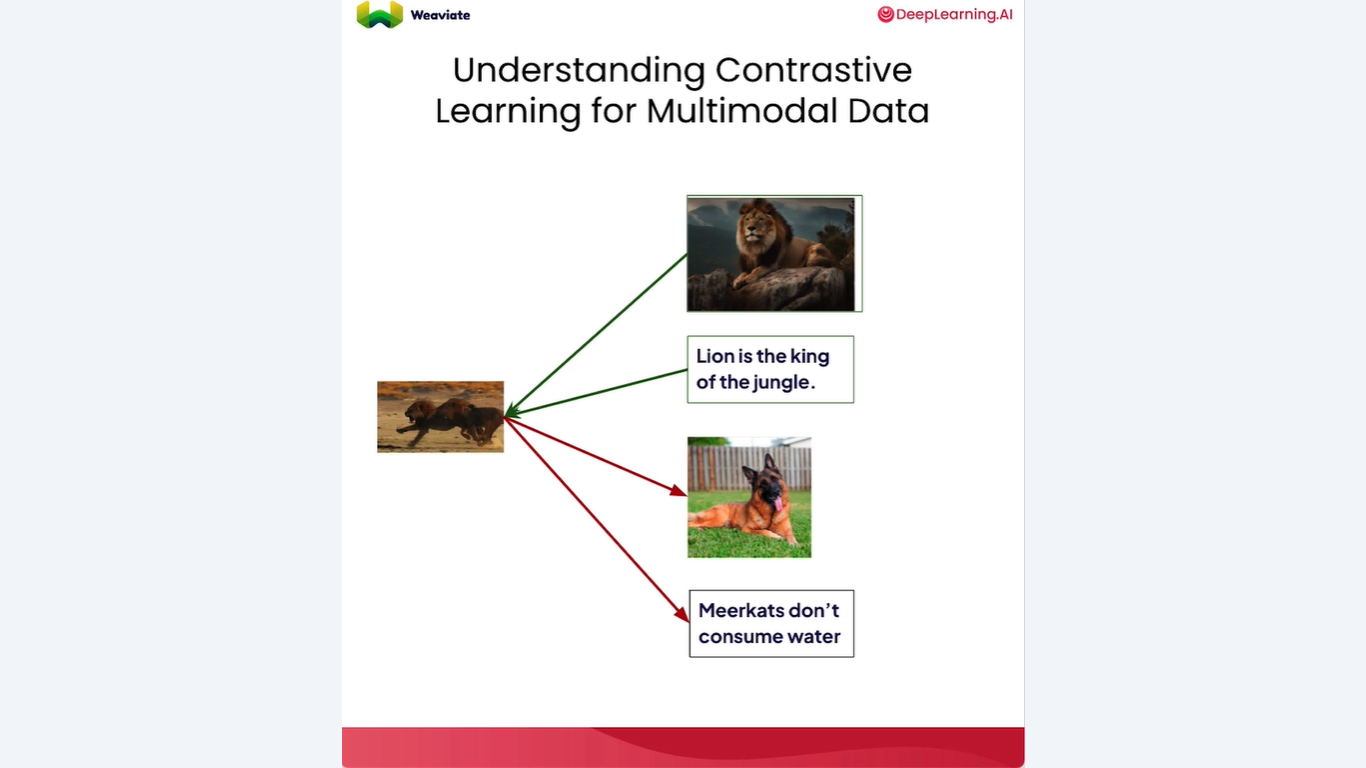 Weaviate
DeepLearning.AI
Understanding Contrastive
Learning for Multimodal Data
Lion is the king
of the jungle.
Meerkats don’t
consume water